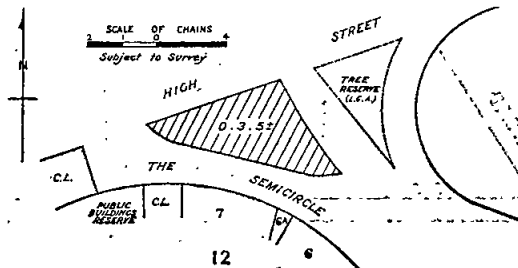 SCALE OF CHAINS
2 1 0 4
Subject to Survey
N
HIGH
STREET
TREE
RESERVE
(L.G.A.)
0.3.5±
THE
SEMICIRCLE
C.L.
PUBLIC
BUILDINGS
RESERVE
C.L.
7
6
12